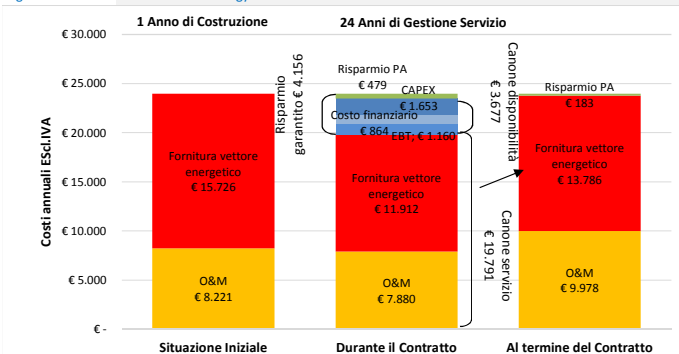 1 Anno di Costruzione
24 Anni di Gestione Servizio
Costi annuali EScl.IVA
€ 30.000
€ 25.000
€ 20.000
€ 15.000
€ 10.000
€ 5.000
€ -
Fornitura vettore
energetico
€ 15.726
O&M
€ 8.221
Situazione Iniziale
Risparmio
garantito € 4.156
Risparmio PA
€ 479
CAPEX
€ 1.653
Costo finanziario
€ 864
EBT; € 1.160
Fornitura vettore
energetico
€ 11.912
O&M
€ 7.880
Durante il Contratto
Canone disponibilità
€ 3.677
Canone servizio
€ 19.791
Risparmio PA
€ 183
Fornitura vettore
energetico
€ 13.786
O&M
€ 9.978
Al termine del Contratto